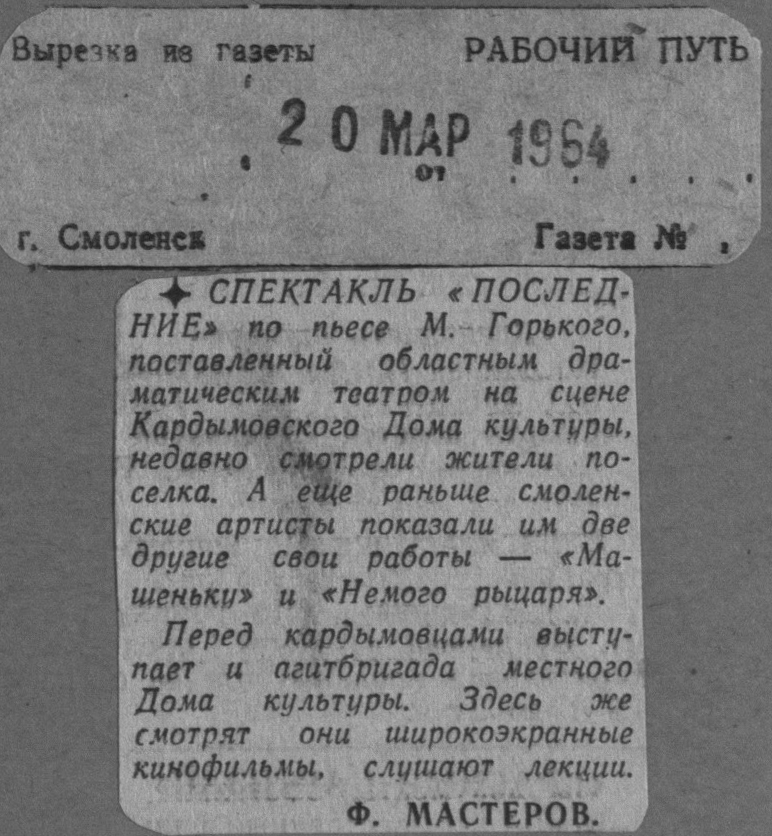 Вырезка из газеты РАБОЧИЙ ПУТЬ
20 МАР 1964
от . . . . .
г. Смоленск Газета № .
СПЕКТАКЛЬ «ПОСЛЕД-
НИЕ» по пьесе М. Горького,
поставленный областным дра-
матическим театром на сцене
Кардымовского Дома культуры,
недавно смотрели жители по-
селка. А еще раньше смолен-
ские артисты показали им две
другие свои работы — «Ма-
шеньку» и «Немого рыцаря».
Перед кардымовцами высту-
пает и агитбригада местного
Дома культуры. Здесь же
смотрят они широкоэкранные
кинофильмы, слушают лекции.
Ф. МАСТЕРОВ.